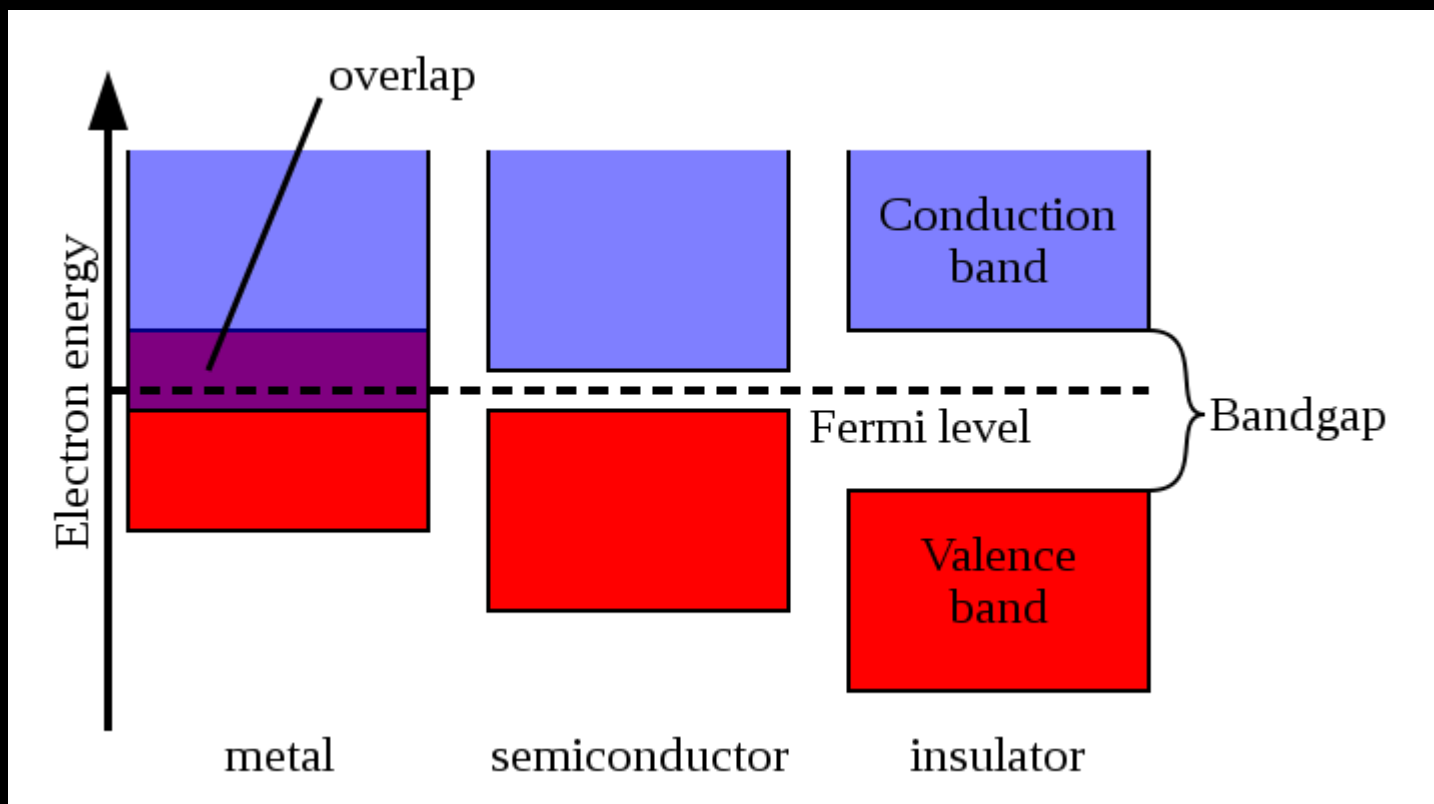 overlap
Electron energy
Conduction
band
Fermi level
Bandgap
Valence
band
metal
semiconductor
insulator